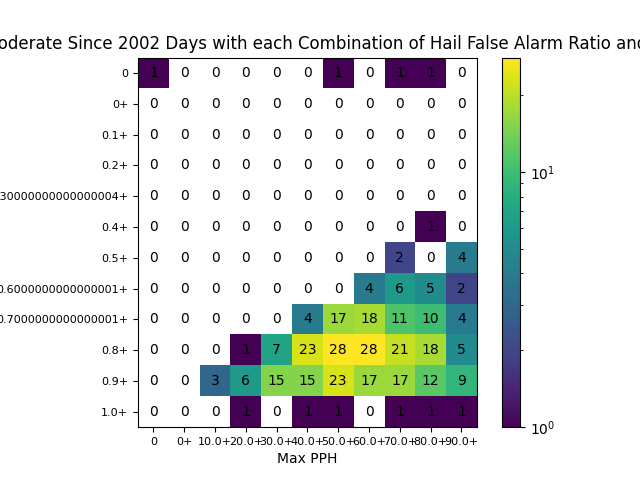 oderate Since 2002 Days with each Combination of Hail False Alarm Ratio and
0 1 0 0 0 0 0 1 0 1 1 0
0+ 0 0 0 0 0 0 0 0 0 0 0
0.1+ 0 0 0 0 0 0 0 0 0 0 0
0.2+ 0 0 0 0 0 0 0 0 0 0 0
30000000000000004+ 0 0 0 0 0 0 0 0 0 0 0
0.4+ 0 0 0 0 0 0 0 0 0 1 0
0.5+ 0 0 0 0 0 0 0 0 2 0 4
0.6000000000000001+ 0 0 0 0 0 0 0 4 6 5 2
0.7000000000000001+ 0 0 0 0 0 4 17 18 11 10 4
0.8+ 0 0 0 1 7 23 28 28 21 18 5
0.9+ 0 0 3 6 15 15 23 17 17 12 9
1.0+ 0 0 0 1 0 1 1 0 1 1 1
0 0+ 10.0+ 20.0+ 30.0+ 40.0+ 50.0+ 60.0+ 70.0+ 80.0+ 90.0+
Max PPH
10¹
10⁰